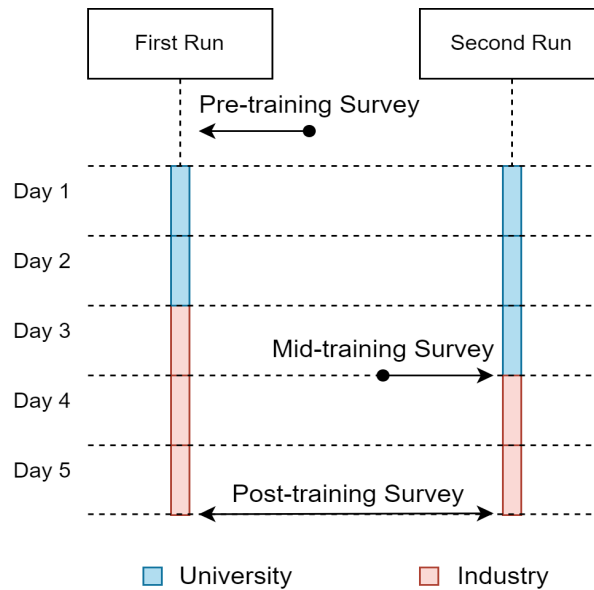 First Run
Second Run
Pre-training Survey
Day 1
Day 2
Day 3
Mid-training Survey
Day 4
Day 5
Post-training Survey
University
Industry